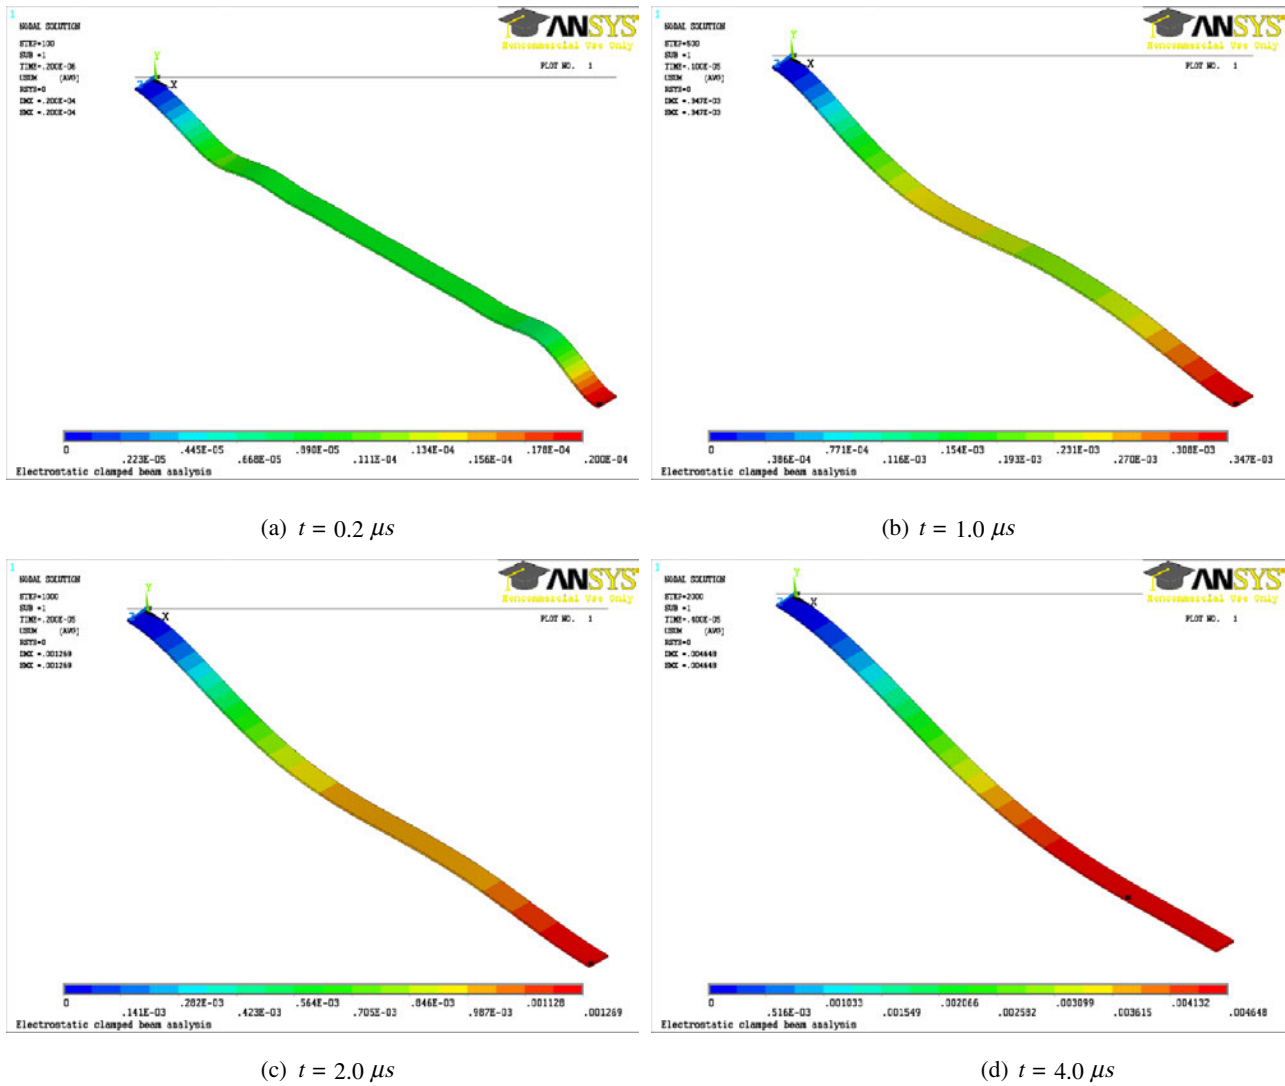 1
NODAL SOLUTION
STEP=100
SUB =1
TIME=.200E-06
USUM (AVG)
RSYS=0
DMX =.200E-04
SMX =.200E-04
ANSYS
Noncommercial Use Only
PLOT NO. 1
Y
Z X
0 .445E-05 .890E-05 .134E-04 .178E-04
.223E-05 .668E-05 .111E-04 .156E-04 .200E-04
Electrostatic clamped beam analysis
(a) t = 0.2 μs
1
NODAL SOLUTION
STEP=500
SUB =1
TIME=.100E-05
USUM (AVG)
RSYS=0
DMX =.347E-03
SMX =.347E-03
ANSYS
Noncommercial Use Only
PLOT NO. 1
Y
Z X
0 .771E-04 .154E-03 .231E-03 .308E-03
.386E-04 .116E-03 .193E-03 .270E-03 .347E-03
Electrostatic clamped beam analysis
(b) t = 1.0 μs
1
NODAL SOLUTION
STEP=1000
SUB =1
TIME=.200E-05
USUM (AVG)
RSYS=0
DMX =.001269
SMX =.001269
ANSYS
Noncommercial Use Only
PLOT NO. 1
Y
Z X
0 .282E-03 .564E-03 .846E-03 .001128
.141E-03 .423E-03 .705E-03 .987E-03 .001269
Electrostatic clamped beam analysis
(c) t = 2.0 μs
1
NODAL SOLUTION
STEP=2000
SUB =1
TIME=.400E-05
USUM (AVG)
RSYS=0
DMX =.004648
SMX =.004648
ANSYS
Noncommercial Use Only
PLOT NO. 1
Y
Z X
0 .001033 .002066 .003099 .004132
.516E-03 .001549 .002582 .003615 .004648
Electrostatic clamped beam analysis
(d) t = 4.0 μs